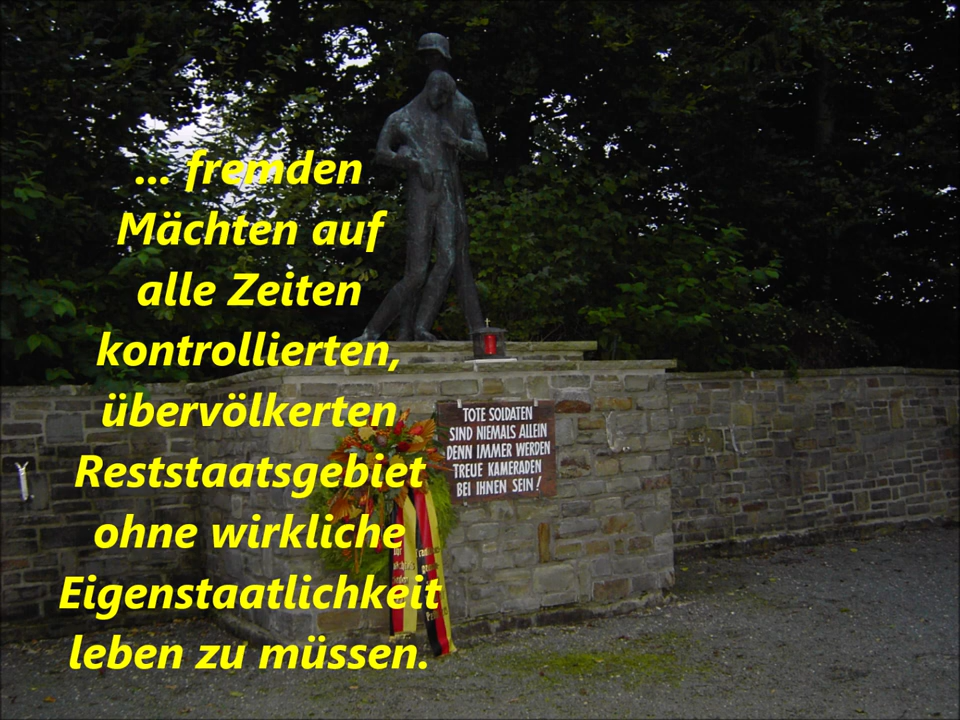 ... fremden
Mächten auf
alle Zeiten
kontrollierten,
übervölkerten
Reststaatsgebiet
ohne wirkliche
Eigenstaatlichkeit
leben zu müssen.
TOTE SOLDATEN
SIND NIEMALS ALLEIN
DENN IMMER WERDEN
TREUE KAMERADEN
BEI IHNEN SEIN!